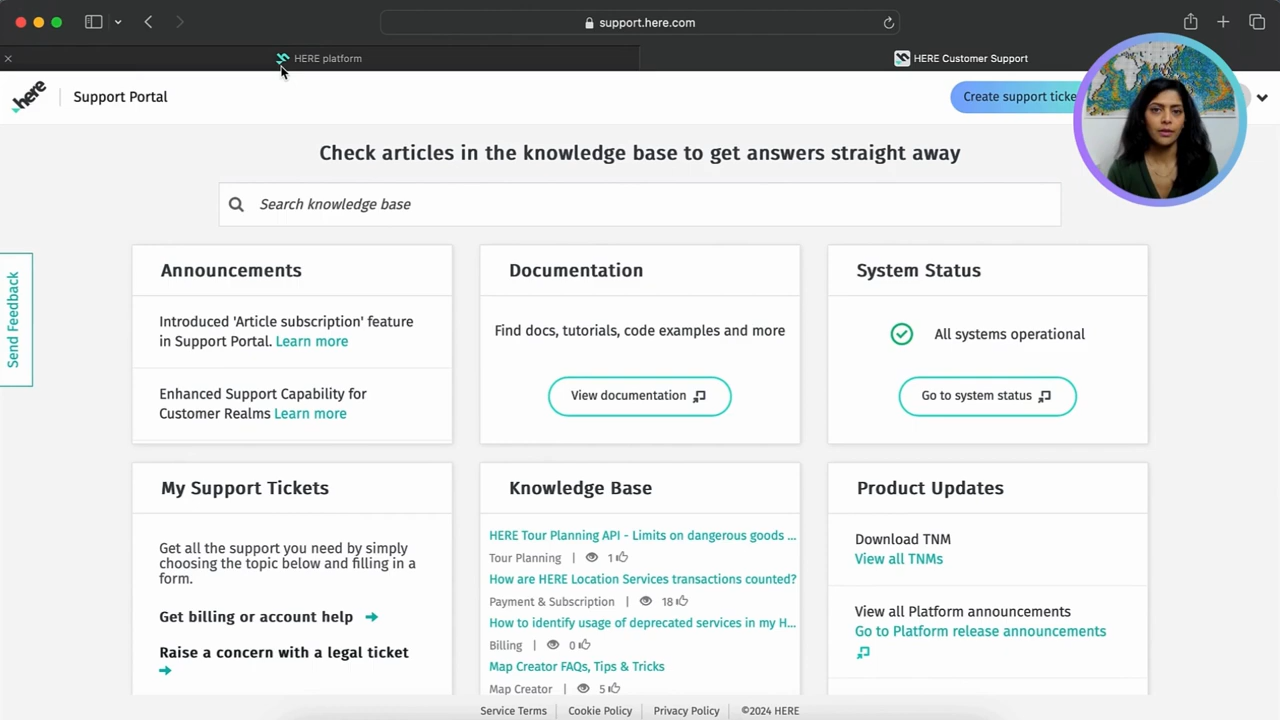 support.here.com
HERE platform
HERE Customer Support
here
Support Portal
Create support ticke
Check articles in the knowledge base to get answers straight away
Search knowledge base
Send Feedback
Announcements
Introduced 'Article subscription' feature
in Support Portal. Learn more
Enhanced Support Capability for
Customer Realms Learn more
Documentation
Find docs, tutorials, code examples and more
View documentation
System Status
All systems operational
Go to system status
My Support Tickets
Get all the support you need by simply
choosing the topic below and filling in a
form.
Get billing or account help
Raise a concern with a legal ticket
Knowledge Base
HERE Tour Planning API - Limits on dangerous goods ...
Tour Planning | 1
How are HERE Location Services transactions counted?
Payment & Subscription | 18
How to identify usage of deprecated services in my H...
Billing | 0
Map Creator FAQs, Tips & Tricks
Map Creator | 5
Product Updates
Download TNM
View all TNMs
View all Platform announcements
Go to Platform release announcements
Service Terms | Cookie Policy | Privacy Policy | ©2024 HERE